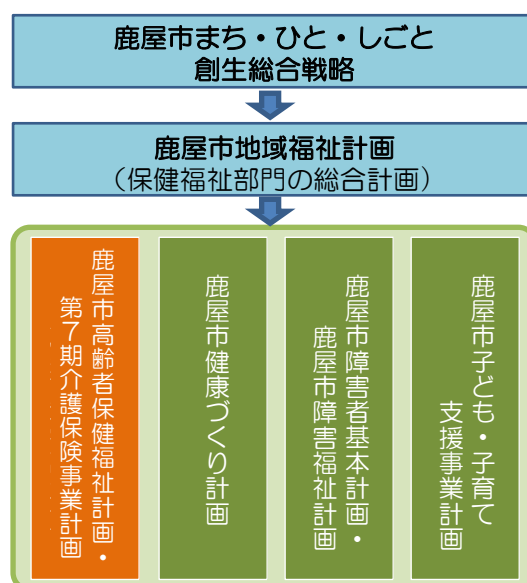 鹿屋市まち・ひと・しごと
創生総合戦略
鹿屋市地域福祉計画
（保健福祉部門の総合計画）
鹿屋市高齢者保健福祉計画・
第７期介護保険事業計画
鹿屋市健康づくり計画
鹿屋市障害者基本計画・
鹿屋市障害福祉計画
鹿屋市子ども・子育て
支援事業計画